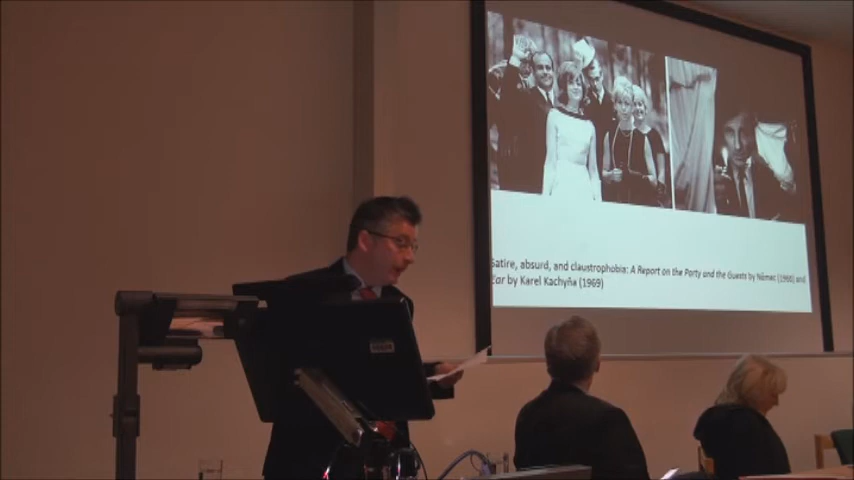 Satire, absurd, and claustrophobia: A Report on the Party and the Guests by Němec (1966) and
Ear by Karel Kachyňa (1969)